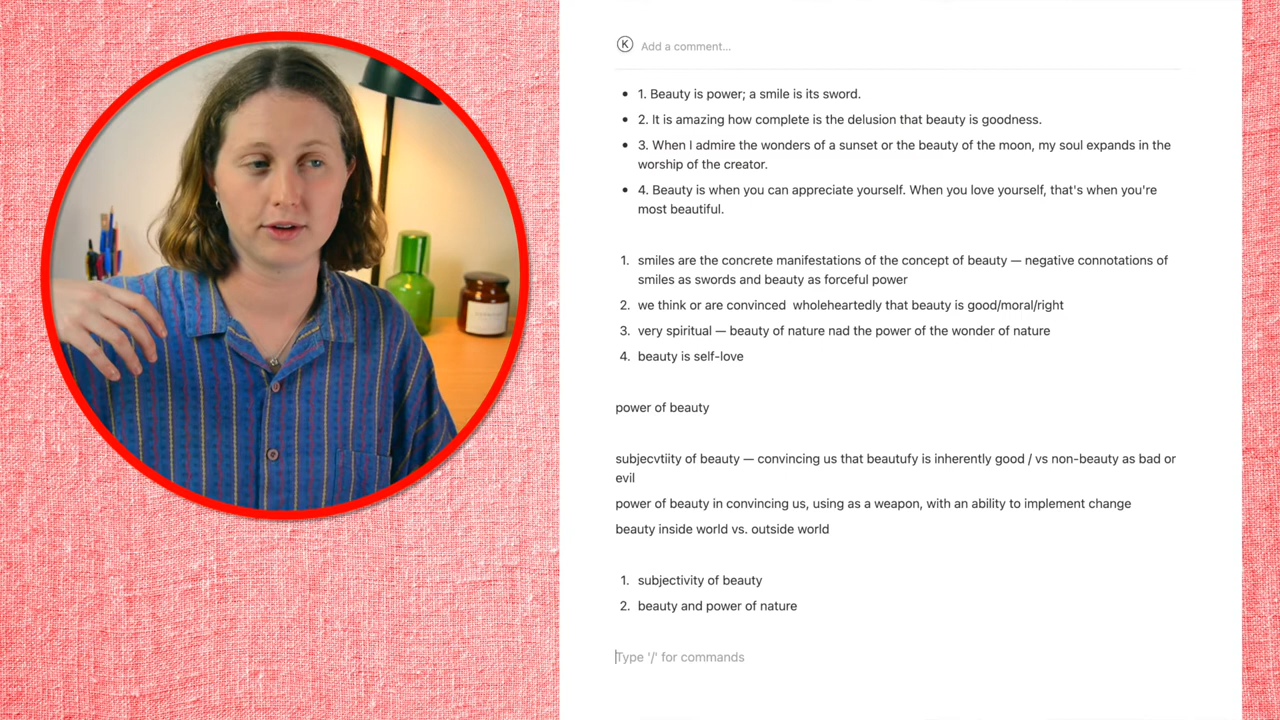 K Add a comment...
• 1. Beauty is power; a smile is its sword.
• 2. It is amazing how complete is the delusion that beauty is goodness.
• 3. When I admire the wonders of a sunset or the beauty of the moon, my soul expands in the
worship of the creator.
• 4. Beauty is when you can appreciate yourself. When you love yourself, that's when you're
most beautiful.
1. smiles are the concrete manifestations of the concept of beauty — negative connotations of
smiles as swords and beauty as forceful power
2. we think or are convinced  wholeheartedly that beauty is good/moral/right
3. very spiritual — beauty of nature nad the power of the wonder of nature
4. beauty is self-love
power of beauty
subjecvtiity of beauty — convincing us that beautufy is inherently good / vs non-beauty as bad or
evil
power of beauty in convincing us, using as a weapon, with an ability to implement change
beauty inside world vs. outside world
1. subjectivity of beauty
2. beauty and power of nature
Type '/' for commands